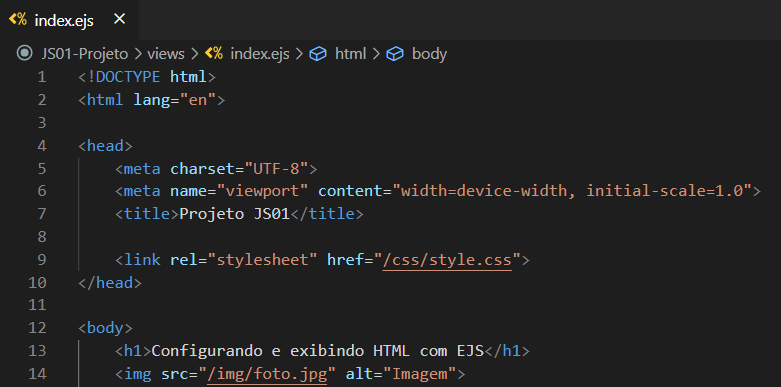 index.ejs
JS01-Projeto > views > index.ejs > html > body
1 <!DOCTYPE html>
2 <html lang="en">
3
4 <head>
5 <meta charset="UTF-8">
6 <meta name="viewport" content="width=device-width, initial-scale=1.0">
7 <title>Projeto JS01</title>
8
9 <link rel="stylesheet" href="/css/style.css">
10 </head>
11
12 <body>
13 <h1>Configurando e exibindo HTML com EJS</h1>
14 <img src="/img/foto.jpg" alt="Imagem">